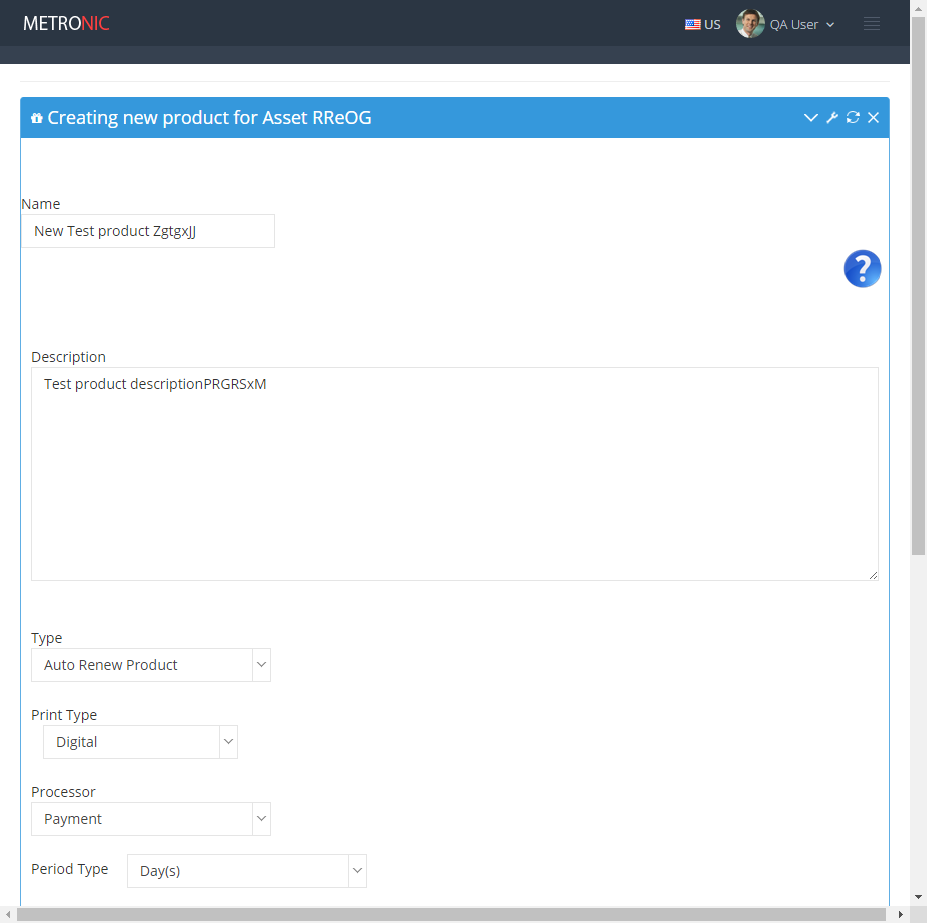 METRONIC
US
QA User
Creating new product for Asset RReOG
Name
New Test product ZgtgxJJ
?
Description
Test product descriptionPRGRSxM
Type
Auto Renew Product
Print Type
Digital
Processor
Payment
Period Type
Day(s)